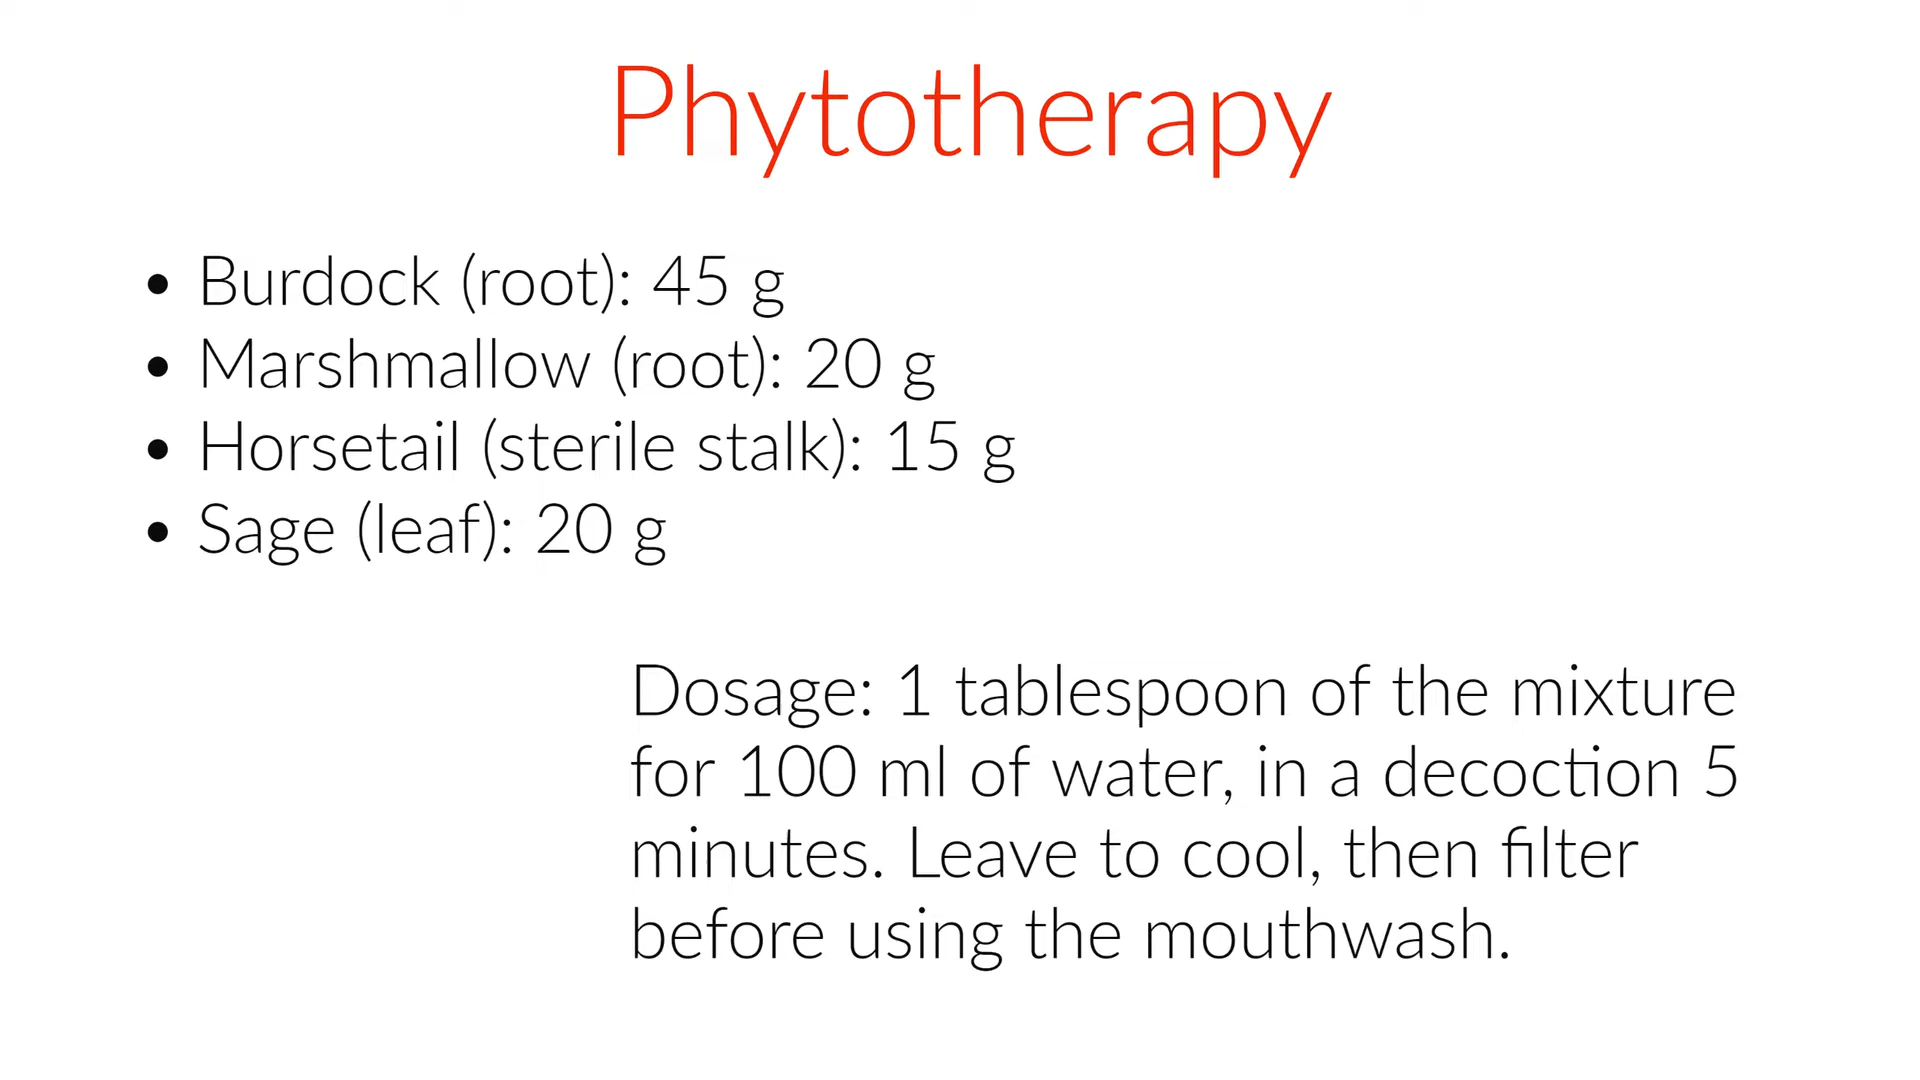 Phytotherapy
• Burdock (root): 45 g
• Marshmallow (root): 20 g
• Horsetail (sterile stalk): 15 g
• Sage (leaf): 20 g
Dosage: 1 tablespoon of the mixture
for 100 ml of water, in a decoction 5
minutes. Leave to cool, then filter
before using the mouthwash.